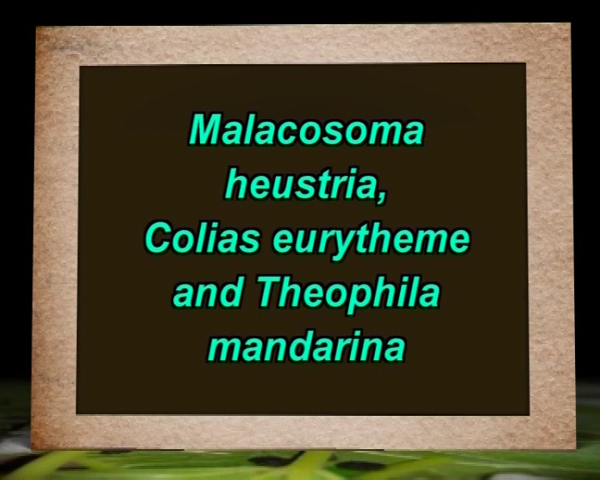 Malacosoma
heustria,
Colias eurytheme
and Theophila
mandarina